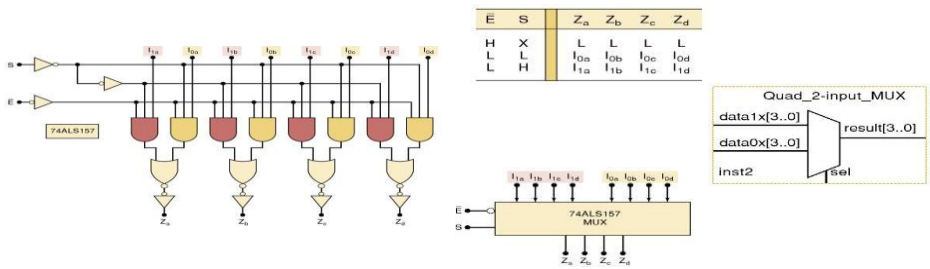 I1a I0a I1b I0b I1c I0c I1d I0d
S
E̅
74ALS157
Za Zb Zc Zd
E̅ S Za Zb Zc Zd
H X L L L L
L L I0a I0b I0c I0d
L H I1a I1b I1c I1d
I1a I1b I1c I1d I0a I0b I0c I0d
E̅
S
74ALS157
MUX
Za Zb Zc Zd
Quad_2-input_MUX
data1x[3..0]
result[3..0]
data0x[3..0]
inst2
sel